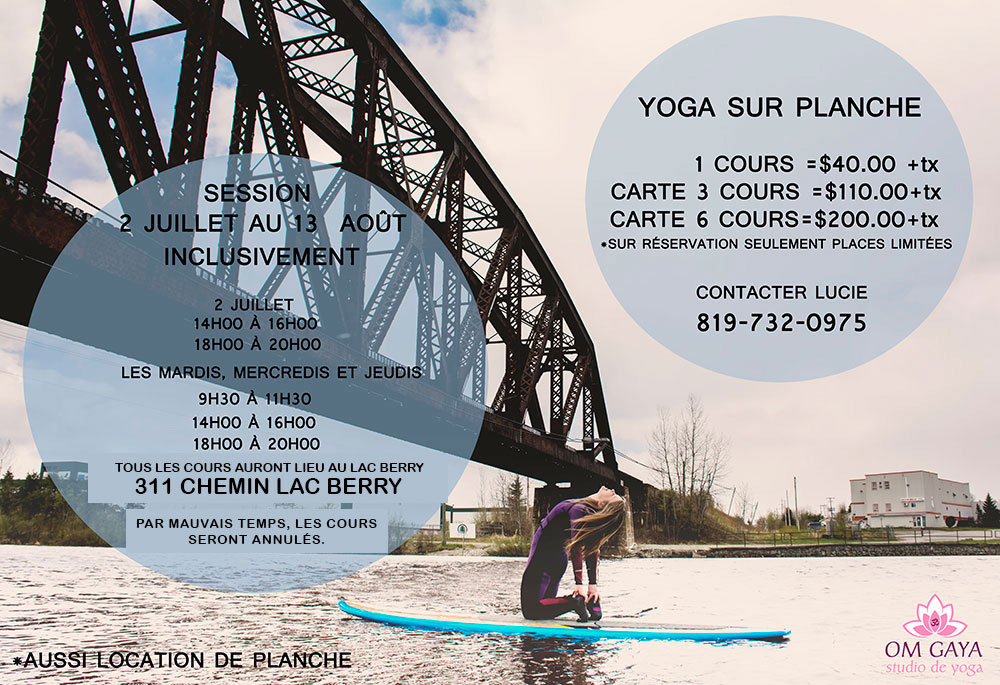 SESSION
2 JUILLET AU 13 AOÛT
INCLUSIVEMENT
2 JUILLET
14H00 À 16H00
18H00 À 20H00
LES MARDIS, MERCREDIS ET JEUDIS
9H30 À 11H30
14H00 À 16H00
18H00 À 20H00
TOUS LES COURS AURONT LIEU AU LAC BERRY
311 CHEMIN LAC BERRY
PAR MAUVAIS TEMPS, LES COURS
SERONT ANNULÉS.
YOGA SUR PLANCHE
1 COURS =$40.00 +tx
CARTE 3 COURS =$110.00+tx
CARTE 6 COURS=$200.00+tx
*SUR RÉSERVATION SEULEMENT PLACES LIMITÉES
CONTACTER LUCIE
819-732-0975
*AUSSI LOCATION DE PLANCHE
OM GAYA
studio de yoga